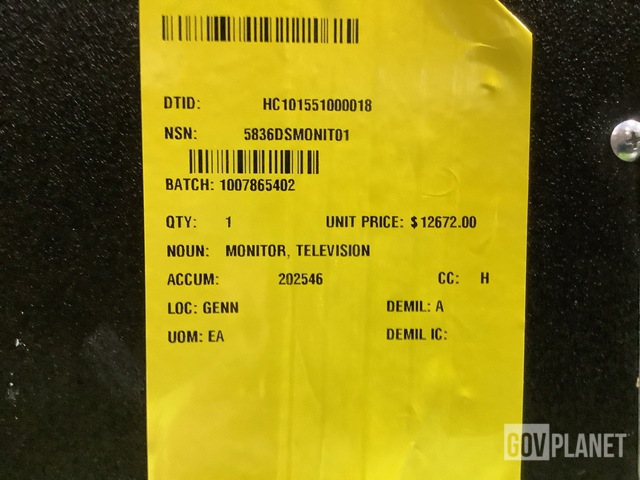 DTID: HC101551000018
NSN: 5836DSMONIT01
BATCH: 1007865402
QTY: 1 UNIT PRICE: $12672.00
NOUN: MONITOR, TELEVISION
ACCUM: 202546 CC: H
LOC: GENN DEMIL: A
UOM: EA DEMIL IC:
GOVPLANET